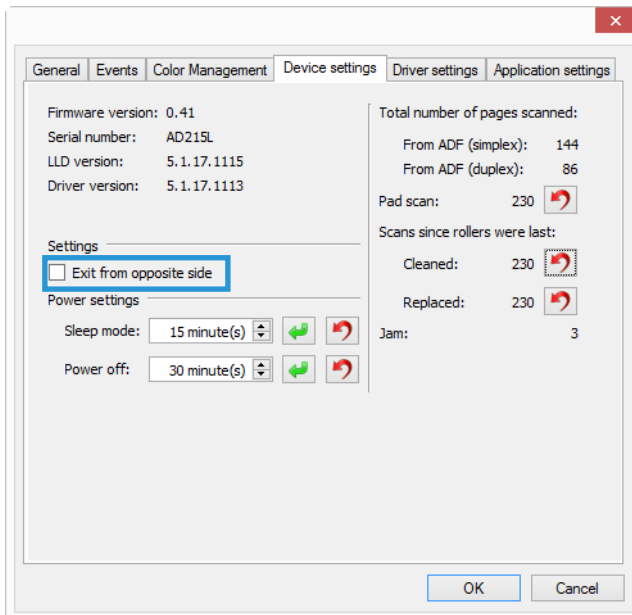 General Events Color Management Device settings Driver settings Application settings
Firmware version: 0.41
Serial number: AD215L
LLD version: 5.1.17.1115
Driver version: 5.1.17.1113
Settings
Exit from opposite side
Power settings
Sleep mode: 15 minute(s)
Power off: 30 minute(s)
Total number of pages scanned:
From ADF (simplex): 144
From ADF (duplex): 86
Pad scan: 230
Scans since rollers were last:
Cleaned: 230
Replaced: 230
Jam: 3
OK Cancel